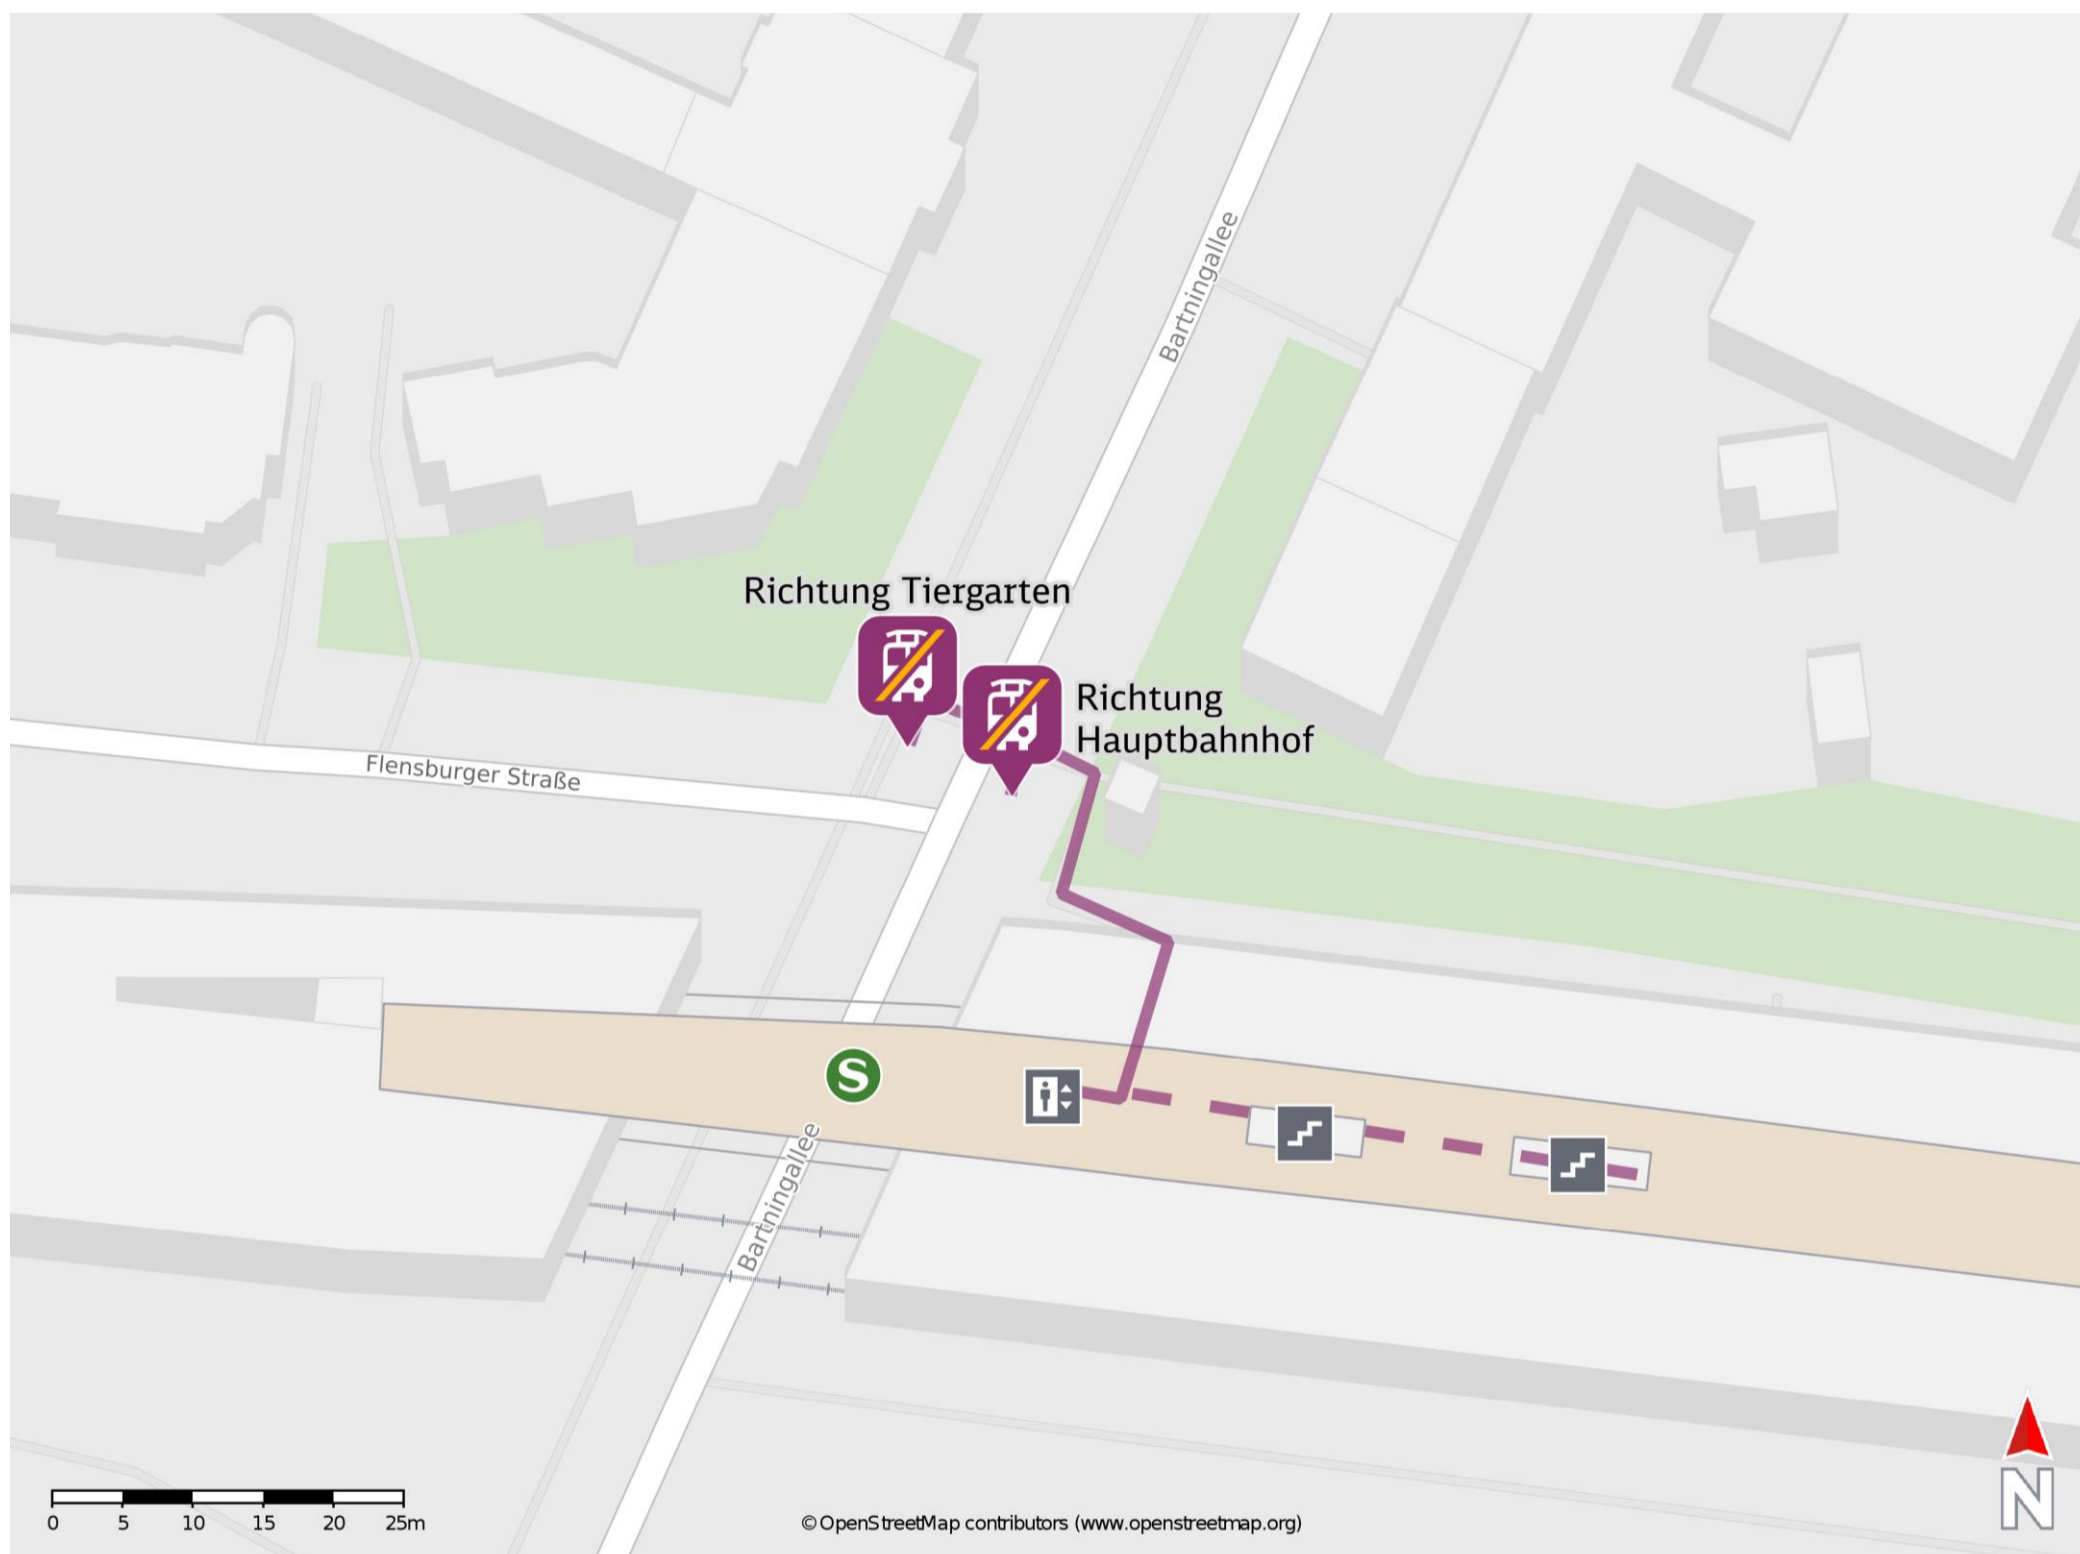 Bartningallee
Richtung Tiergarten
Richtung
Hauptbahnhof
Flensburger Straße
S
Bartningallee
0 5 10 15 20 25m
©OpenStreetMap contributors (www.openstreetmap.org)
N